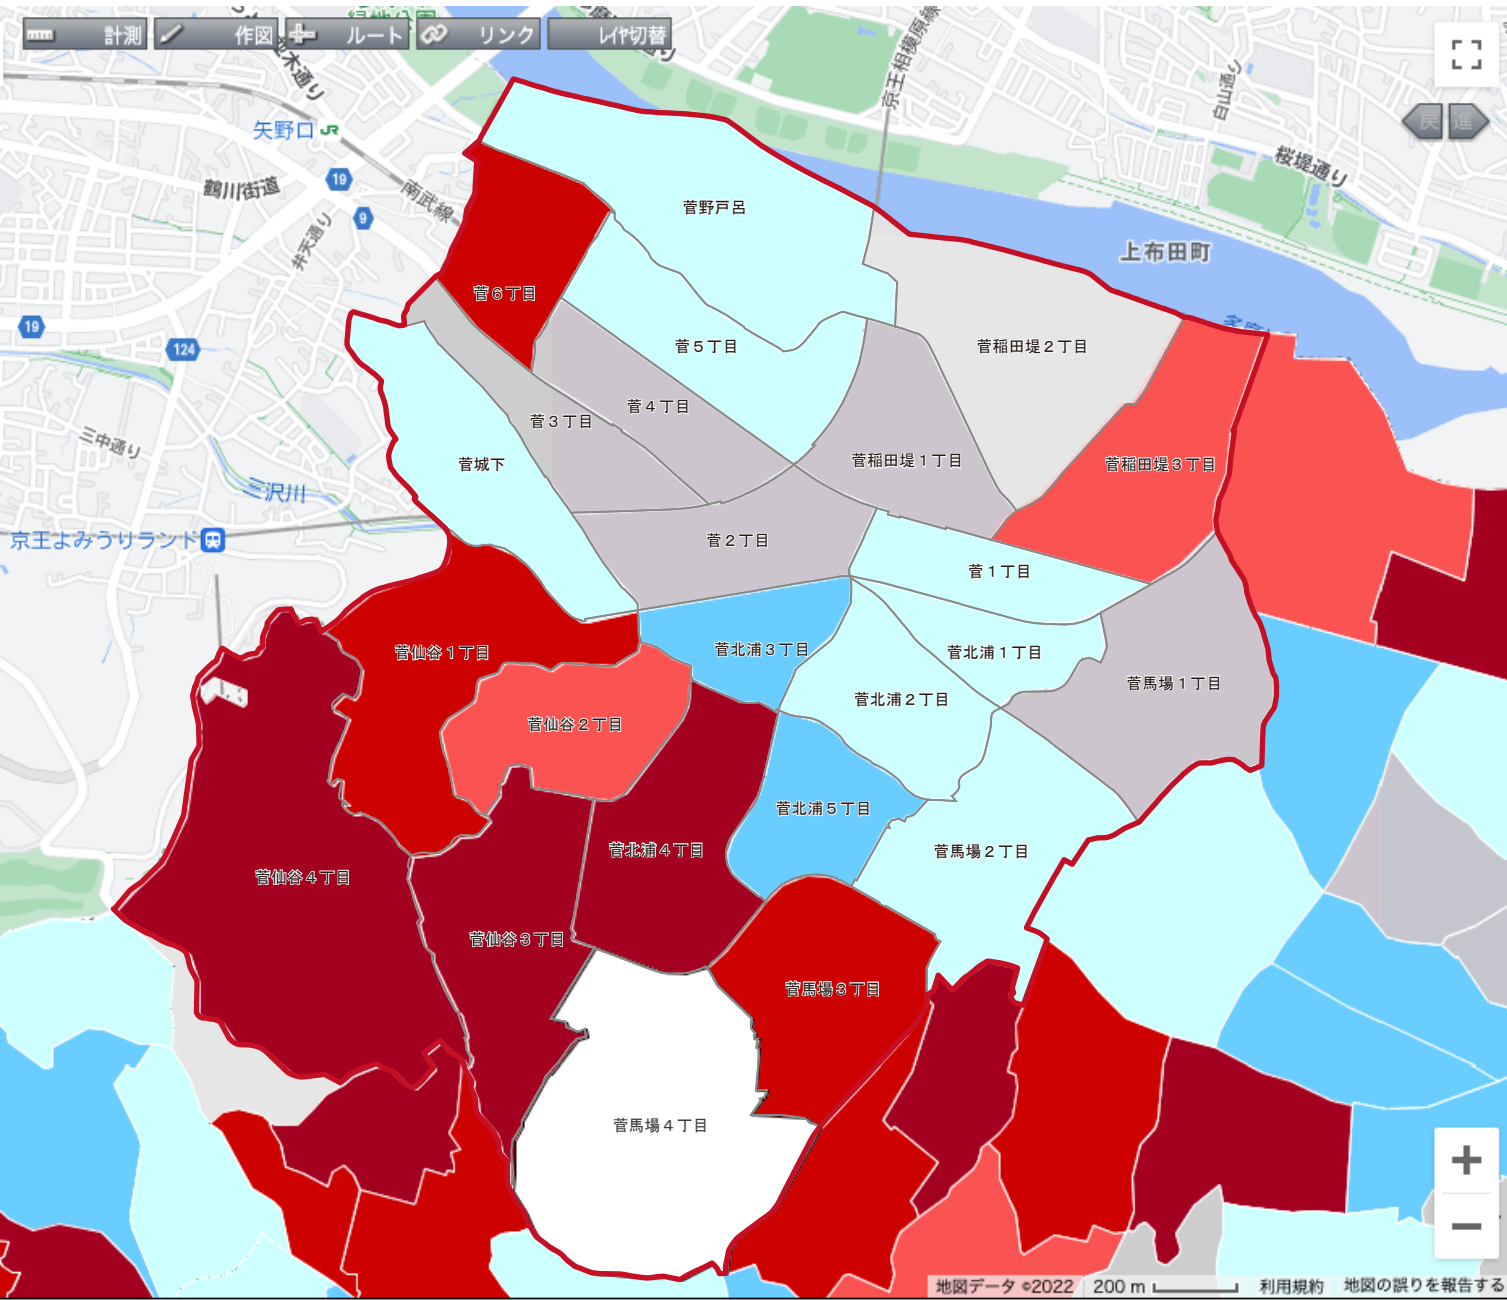 計測
作図
ルート
リンク
レイヤ切替
戻
進
京王相模原線
白山通り
桜堤通り
矢野口
JR
19
9
鶴川街道
南武線
弁天通り
上布田町
19
124
三中通り
三沢川
京王よみうりランド
菅野戸呂
菅6丁目
菅5丁目
菅稲田堤2丁目
菅4丁目
菅3丁目
菅城下
菅稲田堤1丁目
菅稲田堤3丁目
菅2丁目
菅1丁目
菅仙谷1丁目
菅北浦3丁目
菅北浦1丁目
菅馬場1丁目
菅北浦2丁目
菅仙谷2丁目
菅北浦5丁目
菅北浦4丁目
菅馬場2丁目
菅仙谷4丁目
菅仙谷3丁目
菅馬場3丁目
菅馬場4丁目
地図データ ©2022
200 m
利用規約
地図の誤りを報告する